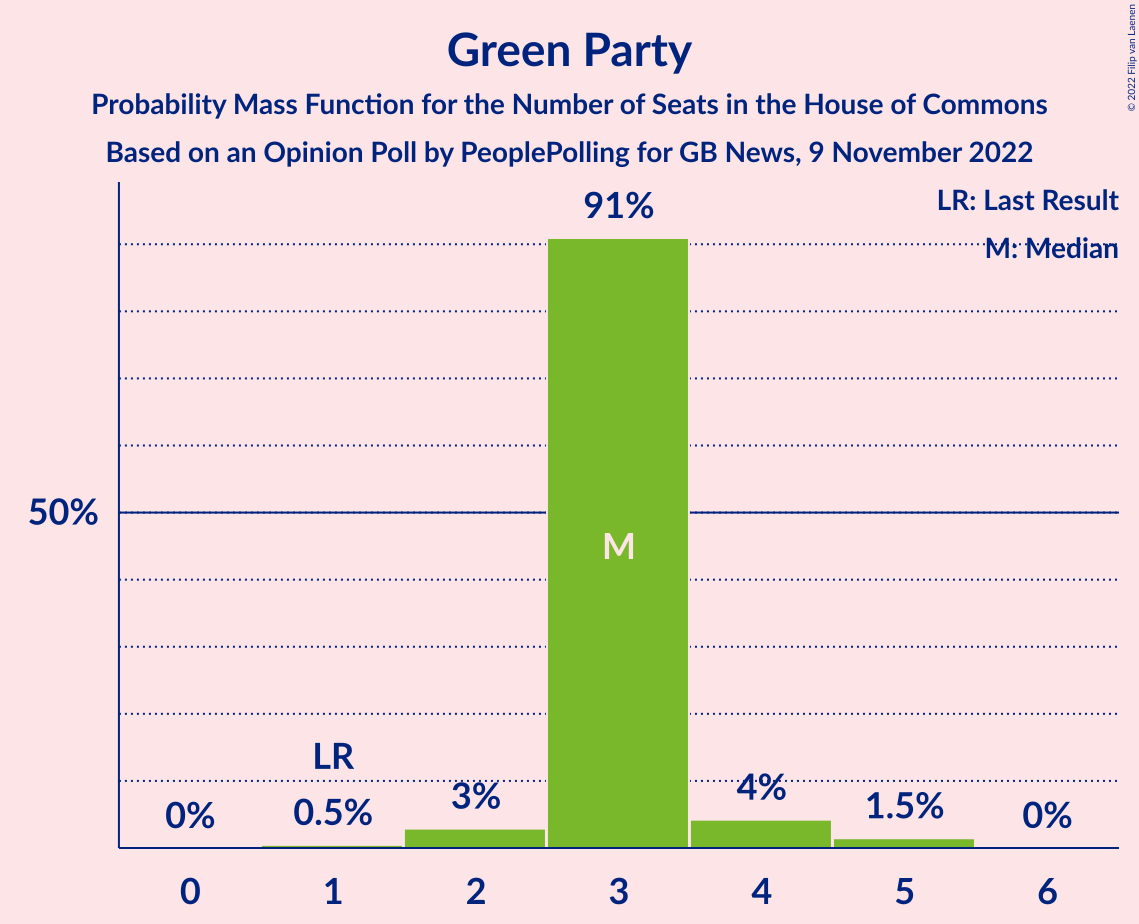 Green Party
Probability Mass Function for the Number of Seats in the House of Commons
Based on an Opinion Poll by PeoplePolling for GB News, 9 November 2022
© 2022 Filip van Laenen
LR: Last Result
M: Median
91%
50%
M
LR
0%
0.5%
3%
4%
1.5%
0%
0
1
2
3
4
5
6